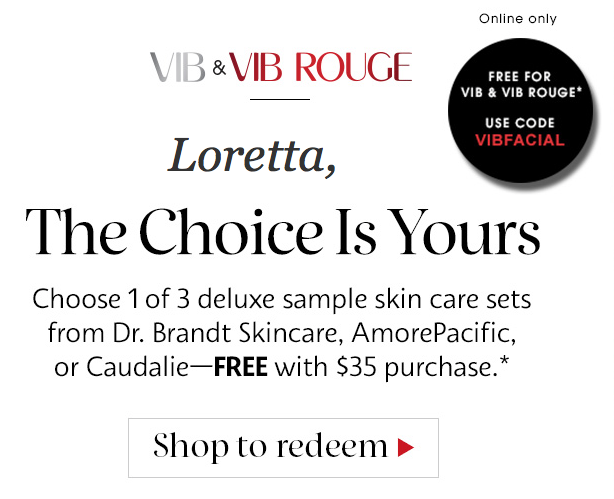 Online only
FREE FOR
VIB & VIB ROUGE*
USE CODE
VIBFACIAL
VIB & VIB ROUGE
Loretta,
The Choice Is Yours
Choose 1 of 3 deluxe sample skin care sets
from Dr. Brandt Skincare, AmorePacific,
or Caudalie—FREE with $35 purchase.*
Shop to redeem